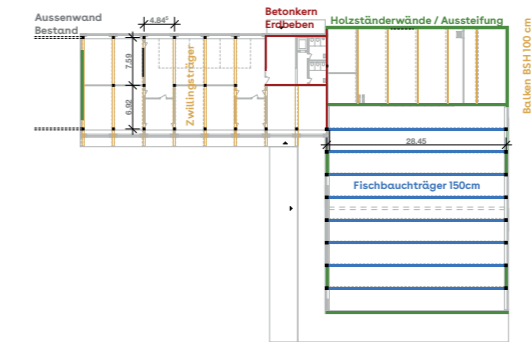 Aussenwand
Bestand
4.84⁵
Betonkern
Erdbeben
Holzständerwände / Aussteifung
7.59
6.92
Zwillingsträger
Balken BSH 100 cm
28.45
Fischbauchträger 150cm